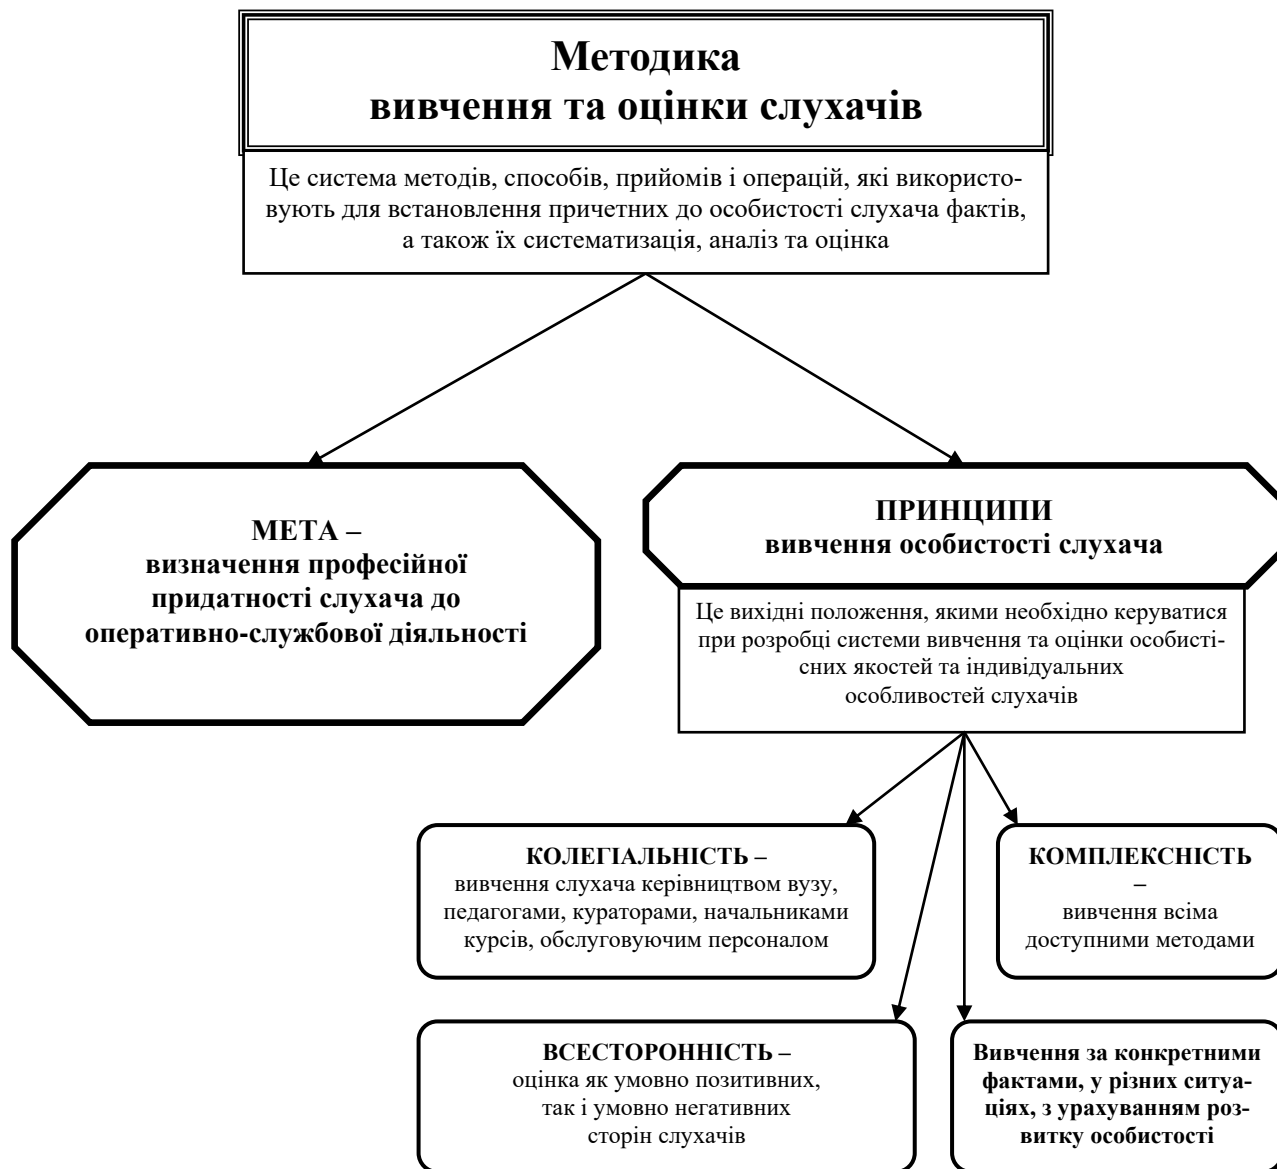 Методика
вивчення та оцінки слухачів
Це система методів, способів, прийомів і операцій, які використо-
вують для встановлення причетних до особистості слухача фактів,
а також їх систематизація, аналіз та оцінка
МЕТА –
визначення професійної
придатності слухача до
оперативно-службової діяльності
ПРИНЦИПИ
вивчення особистості слухача
Це вихідні положення, якими необхідно керуватися
при розробці системи вивчення та оцінки особисті-
сних якостей та індивідуальних
особливостей слухачів
КОЛЕГІАЛЬНІСТЬ –
вивчення слухача керівництвом вузу,
педагогами, кураторами, начальниками
курсів, обслуговуючим персоналом
КОМПЛЕКСНІСТЬ
–
вивчення всіма
доступними методами
ВСЕСТОРОННІСТЬ –
оцінка як умовно позитивних,
так і умовно негативних
сторін слухачів
Вивчення за конкретними
фактами, у різних ситуа-
ціях, з урахуванням роз-
витку особистості